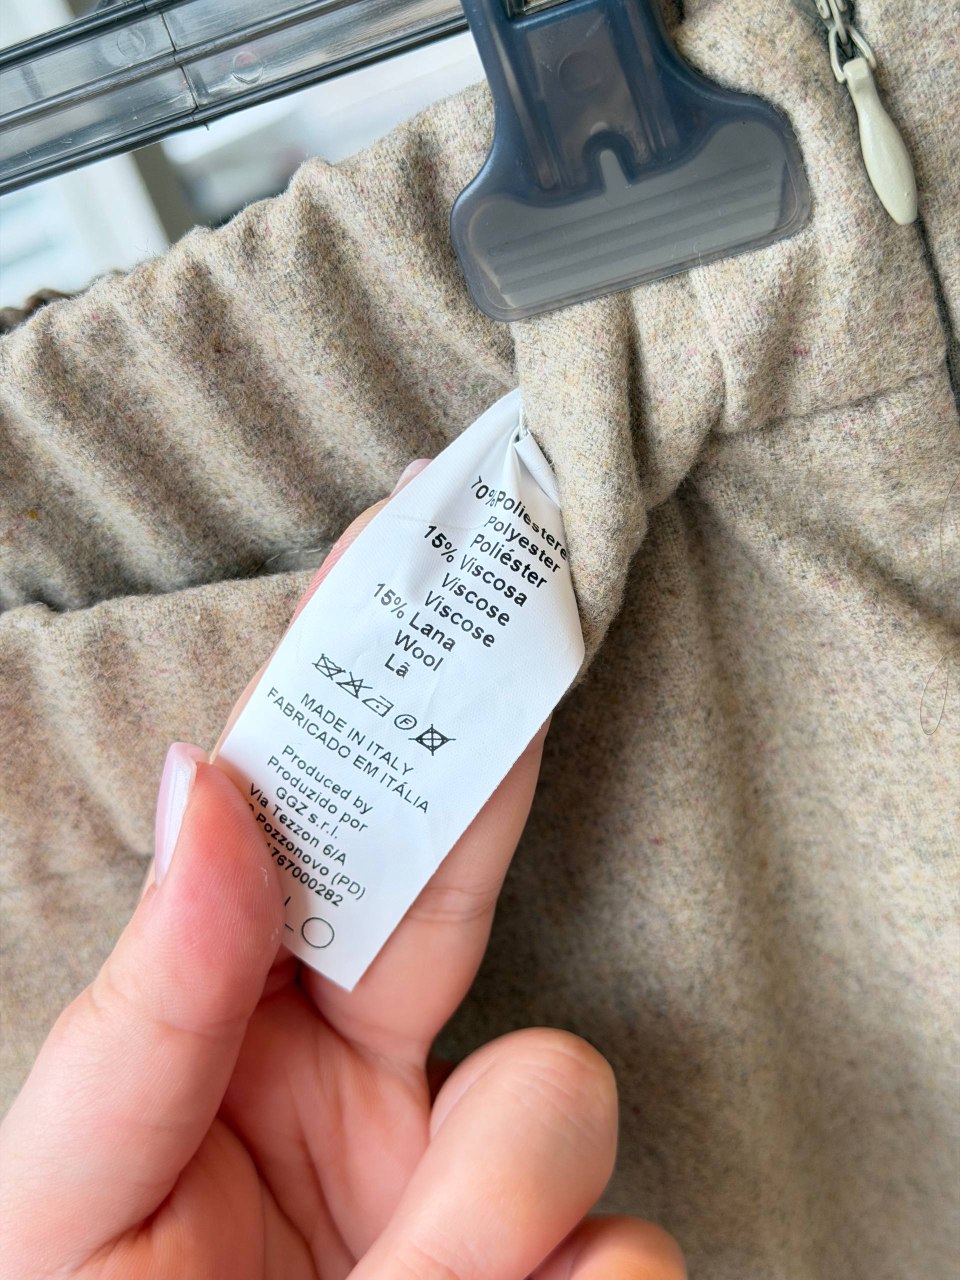 70% Poliestere
Polyester
Poliéster
15% Viscosa
Viscose
Viscose
15% Lana
Wool
Lã
F
MADE IN ITALY
FABRICADO EM ITÁLIA
Produced by
Produzido por
GGZ s.r.l.
Via Tezzon 6/A
Pozzonovo (PD)
767000282